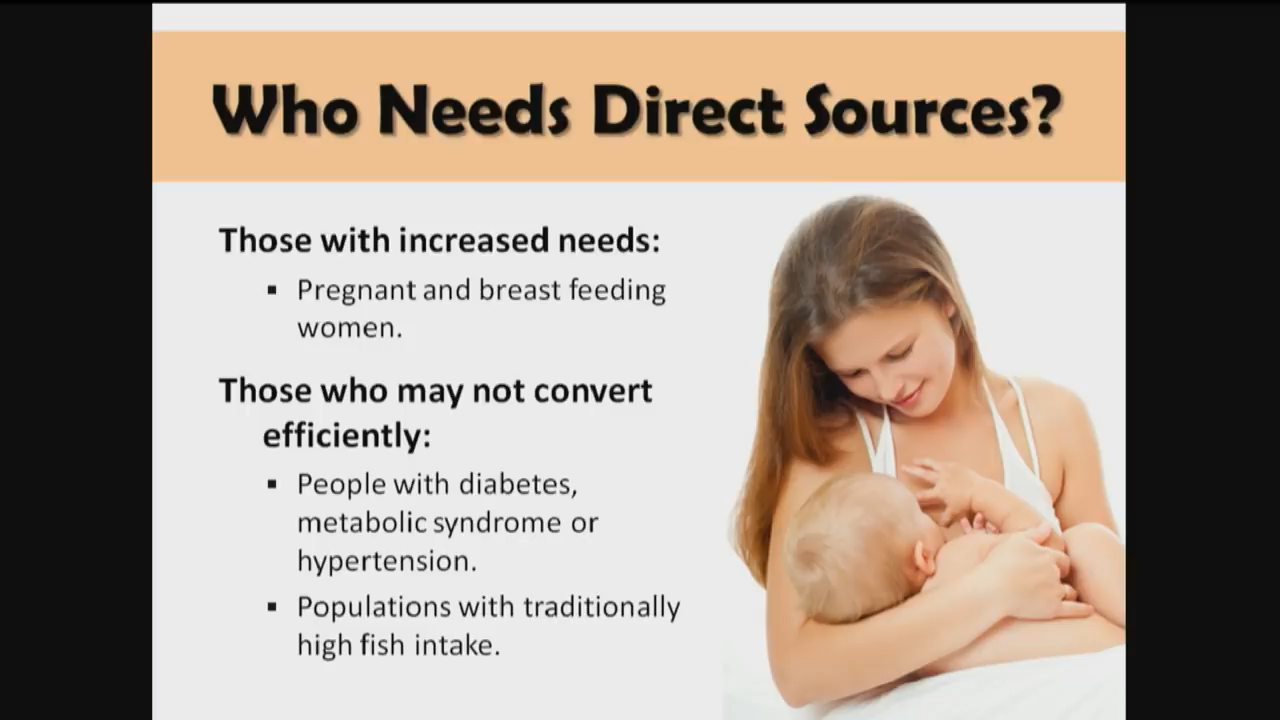 Who Needs Direct Sources?
Those with increased needs:
▪ Pregnant and breast feeding
women.
Those who may not convert
efficiently:
▪ People with diabetes,
metabolic syndrome or
hypertension.
▪ Populations with traditionally
high fish intake.